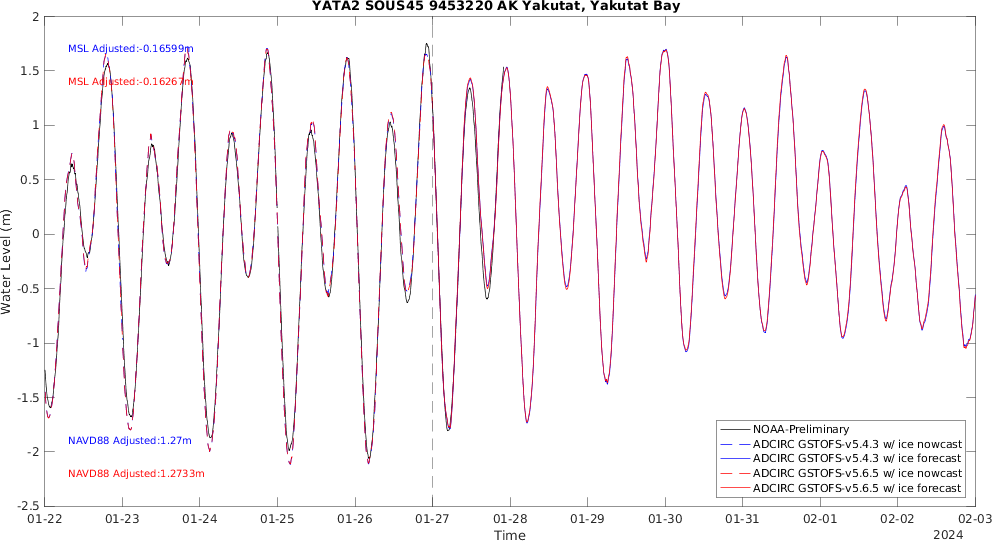 YATA2 SOUS45 9453220 AK Yakutat, Yakutat Bay
2
1.5
1
0.5
0
-0.5
-1
-1.5
-2
-2.5
Water Level (m)
MSL Adjusted:-0.16599m
MSL Adjusted:-0.16267m
NAVD88 Adjusted:1.27m
NAVD88 Adjusted:1.2733m
NOAA-Preliminary
ADCIRC GSTOFS-v5.4.3 w/ ice nowcast
ADCIRC GSTOFS-v5.4.3 w/ ice forecast
ADCIRC GSTOFS-v5.6.5 w/ ice nowcast
ADCIRC GSTOFS-v5.6.5 w/ ice forecast
01-22 01-23 01-24 01-25 01-26 01-27 01-28 01-29 01-30 01-31 02-01 02-02 02-03
Time
2024